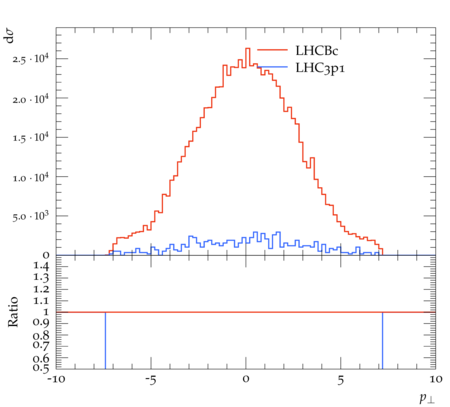 dσ
LHCBc
LHC3p1
2.5 · 10⁴
2.0 · 10⁴
1.5 · 10⁴
1.0 · 10⁴
5.0 · 10³
0
1.4
1.3
1.2
1.1
1
0.9
0.8
0.7
0.6
0.5
Ratio
-10 -5 0 5 10
p⊥